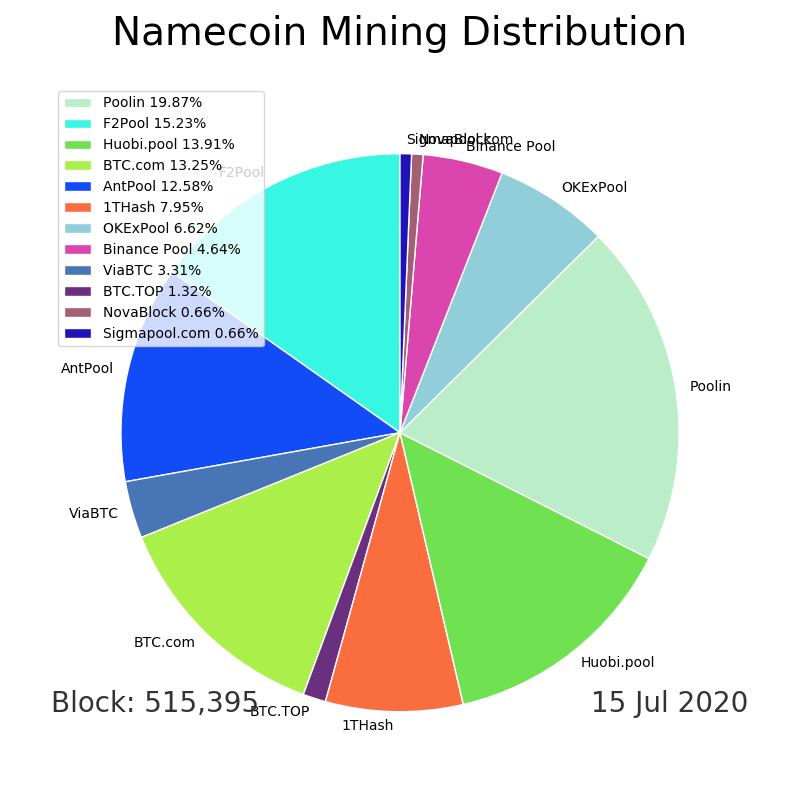 Namecoin Mining Distribution
Poolin 19.87%
F2Pool 15.23%
Huobi.pool 13.91%
BTC.com 13.25%
AntPool 12.58%
1THash 7.95%
OKExPool 6.62%
Binance Pool 4.64%
ViaBTC 3.31%
BTC.TOP 1.32%
NovaBlock 0.66%
Sigmapool.com 0.66%
Sigmapool.com
NovaBlock
Binance Pool
OKExPool
F2Pool
AntPool
Poolin
ViaBTC
BTC.com
Huobi.pool
BTC.TOP
1THash
Block: 515,395
15 Jul 2020